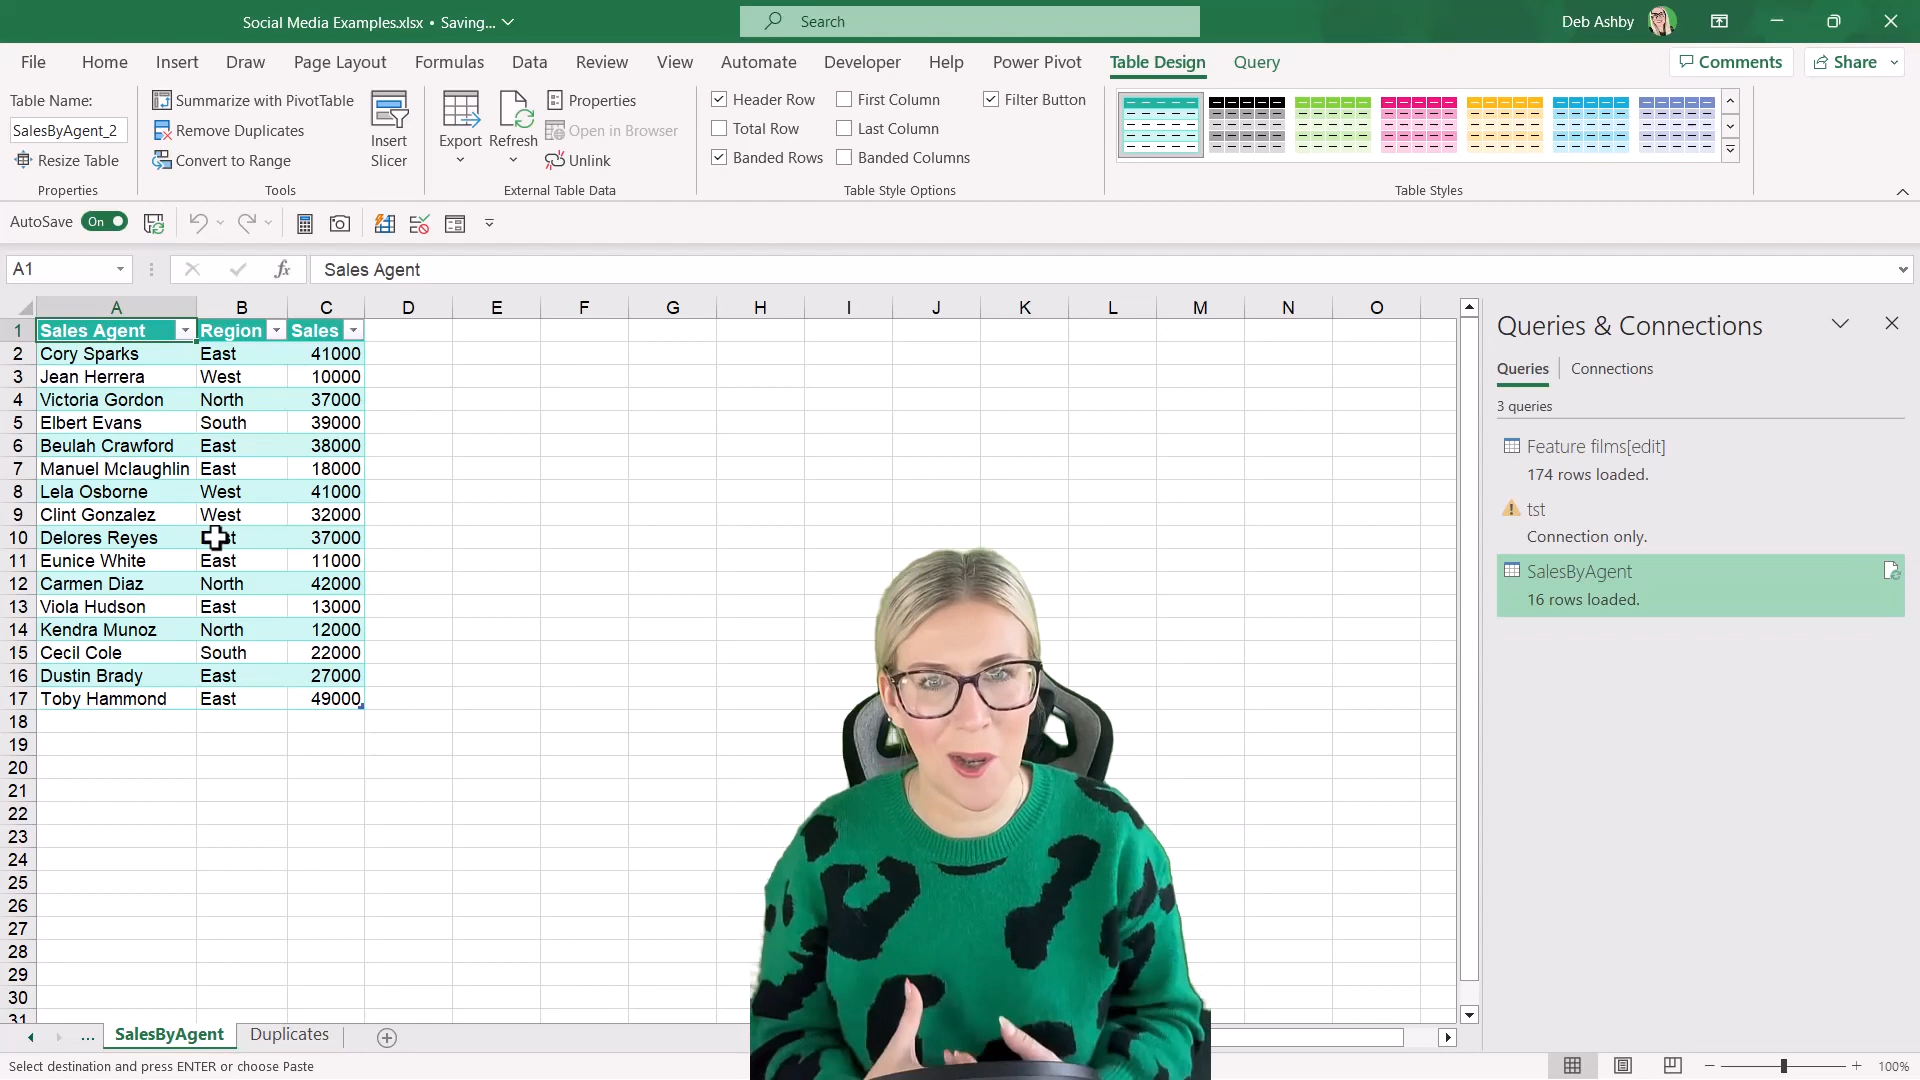 Social Media Examples.xlsx • Saving...
Search
Deb Ashby
File Home Insert Draw Page Layout Formulas Data Review View Automate Developer Help Power Pivot Table Design Query
Comments Share
Table Name:
SalesByAgent_2
Resize Table
Properties
Summarize with PivotTable
Remove Duplicates
Convert to Range
Tools
Insert
Slicer
Export
Refresh
Properties
Open in Browser
Unlink
External Table Data
Header Row First Column Filter Button
Total Row Last Column
Banded Rows Banded Columns
Table Style Options
Table Styles
AutoSave On
A1 fx Sales Agent
A B C D E F G H I J K L M N O
1 Sales Agent Region Sales
2 Cory Sparks East 41000
3 Jean Herrera West 10000
4 Victoria Gordon North 37000
5 Elbert Evans South 39000
6 Beulah Crawford East 38000
7 Manuel Mclaughlin East 18000
8 Lela Osborne West 41000
9 Clint Gonzalez West 32000
10 Delores Reyes 37000
11 Eunice White East 11000
12 Carmen Diaz North 42000
13 Viola Hudson East 13000
14 Kendra Munoz North 12000
15 Cecil Cole South 22000
16 Dustin Brady East 27000
17 Toby Hammond East 49000
18
19
20
21
22
23
24
25
26
27
28
29
30
31
Queries & Connections
Queries Connections
3 queries
Feature films[edit]
174 rows loaded.
tst
Connection only.
SalesByAgent
16 rows loaded.
... SalesByAgent Duplicates
Select destination and press ENTER or choose Paste
100%